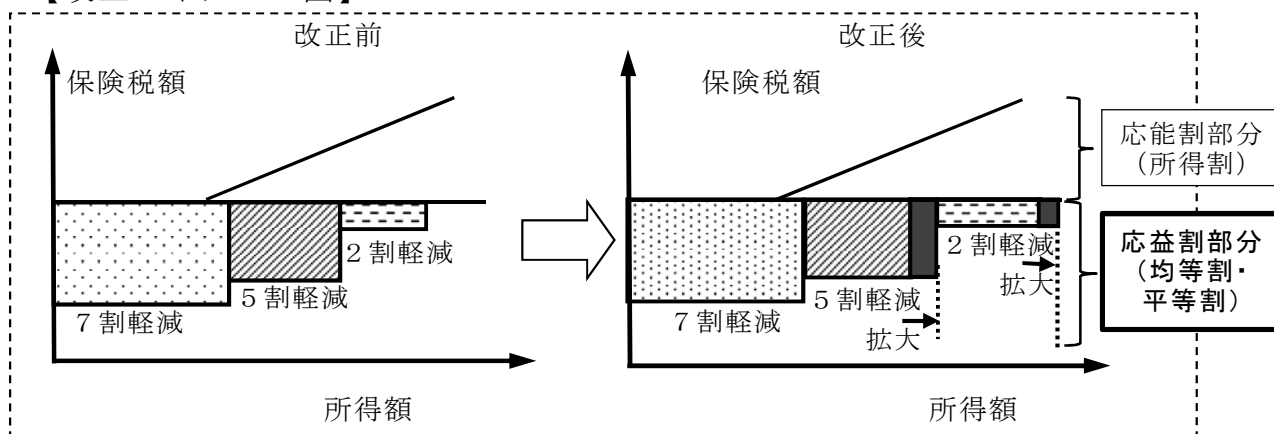 改正前
保険税額
7割軽減
5割軽減
2割軽減
所得額
改正後
保険税額
7割軽減
5割軽減
拡大
2割軽減
拡大
所得額
応能割部分
（所得割）
応益割部分
（均等割・
平等割）